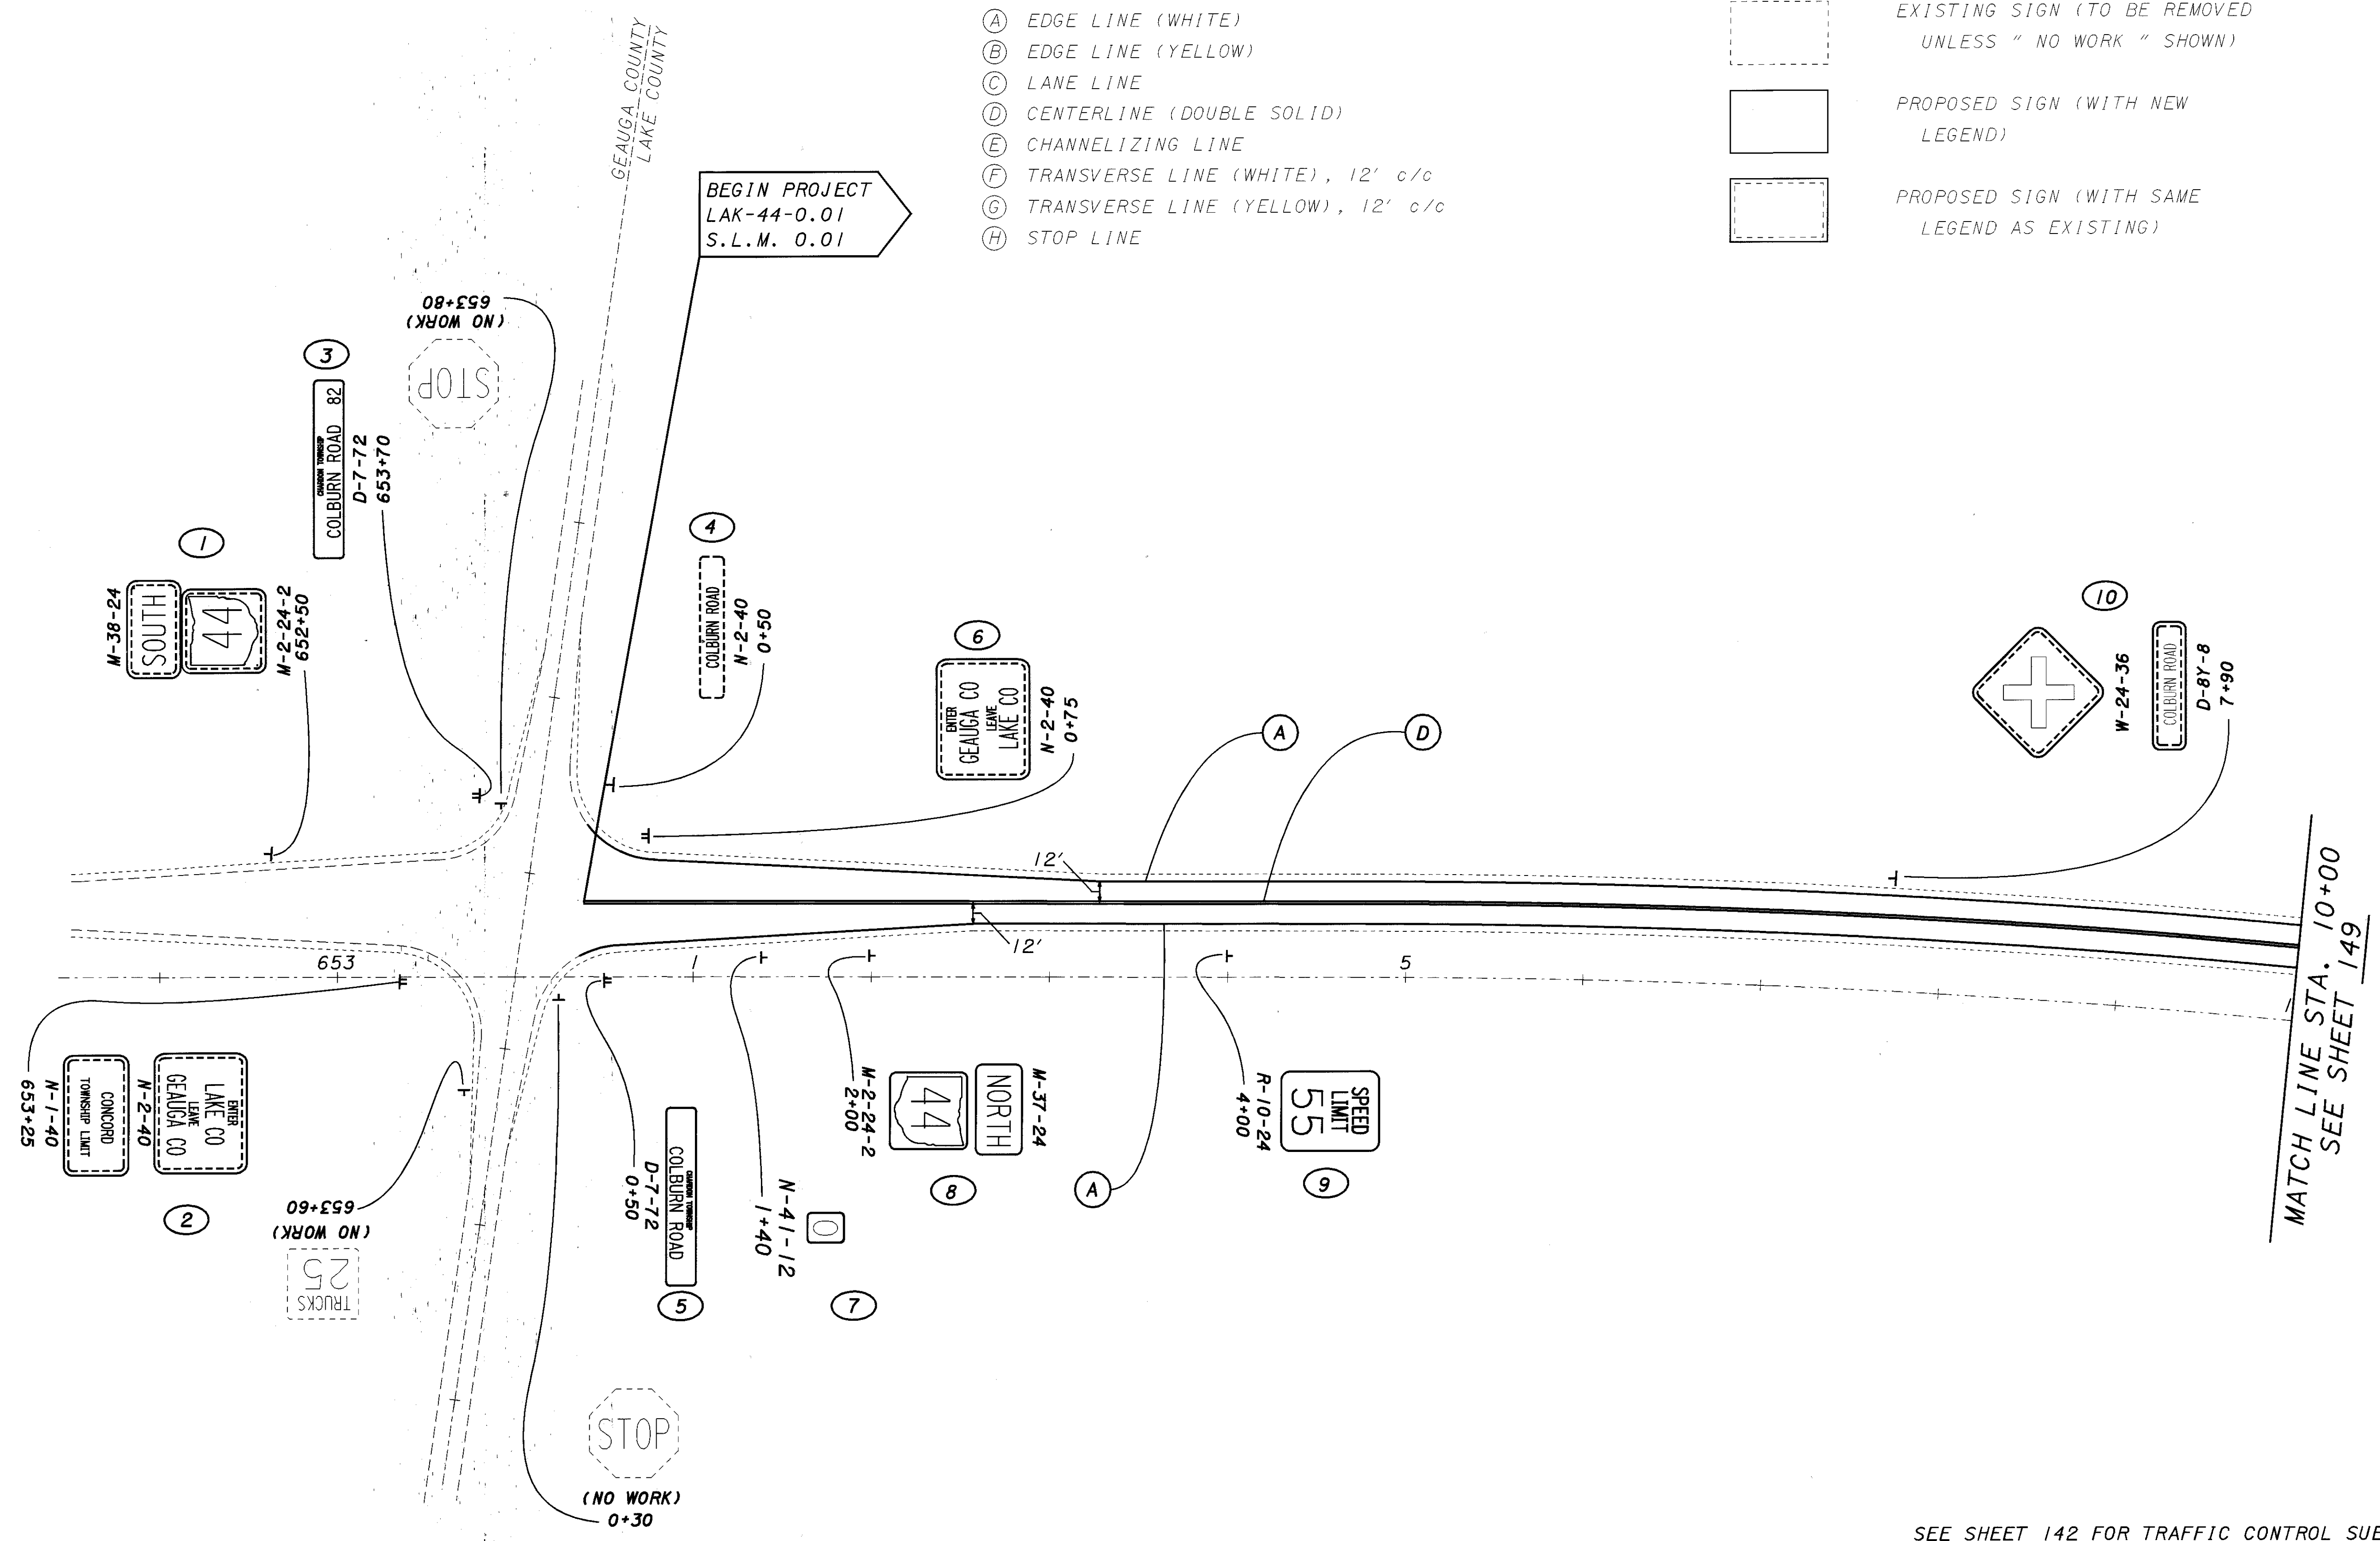 GEAUGA COUNTY
LAKE COUNTY
BEGIN PROJECT
LAK-44-0.01
S.L.M. 0.01
A EDGE LINE (WHITE)
B EDGE LINE (YELLOW)
C LANE LINE
D CENTERLINE (DOUBLE SOLID)
E CHANNELIZING LINE
F TRANSVERSE LINE (WHITE), 12' c/c
G TRANSVERSE LINE (YELLOW), 12' c/c
H STOP LINE
EXISTING SIGN (TO BE REMOVED
UNLESS " NO WORK " SHOWN)
PROPOSED SIGN (WITH NEW
LEGEND)
PROPOSED SIGN (WITH SAME
LEGEND AS EXISTING)
653+80
(NO WORK)
STOP
3
CHARDON TOWNSHIP
COLBURN ROAD 82
D-7-72
653+70
1
M-38-24
SOUTH
44
M-2-24-2
652+50
4
COLBURN ROAD
N-2-40
0+50
6
ENTER
GEAUGA CO
LEAVE
LAKE CO
N-2-40
0+75
A
D
10
W-24-36
COLBURN ROAD
D-8Y-8
7+90
12'
12'
653
1
5
MATCH LINE STA. 10+00
SEE SHEET 149
ENTER
LAKE CO
LEAVE
GEAUGA CO
N-2-40
CONCORD
TOWNSHIP LIMIT
N-1-40
653+25
2
653+60
(NO WORK)
TRUCKS
25
CHARDON TOWNSHIP
COLBURN ROAD
D-7-72
0+50
5
0
N-41-12
1+40
7
M-37-24
NORTH
44
M-2-24-2
2+00
8
A
SPEED
LIMIT
55
R-10-24
4+00
9
STOP
(NO WORK)
0+30
SEE SHEET 142 FOR TRAFFIC CONTROL SUE